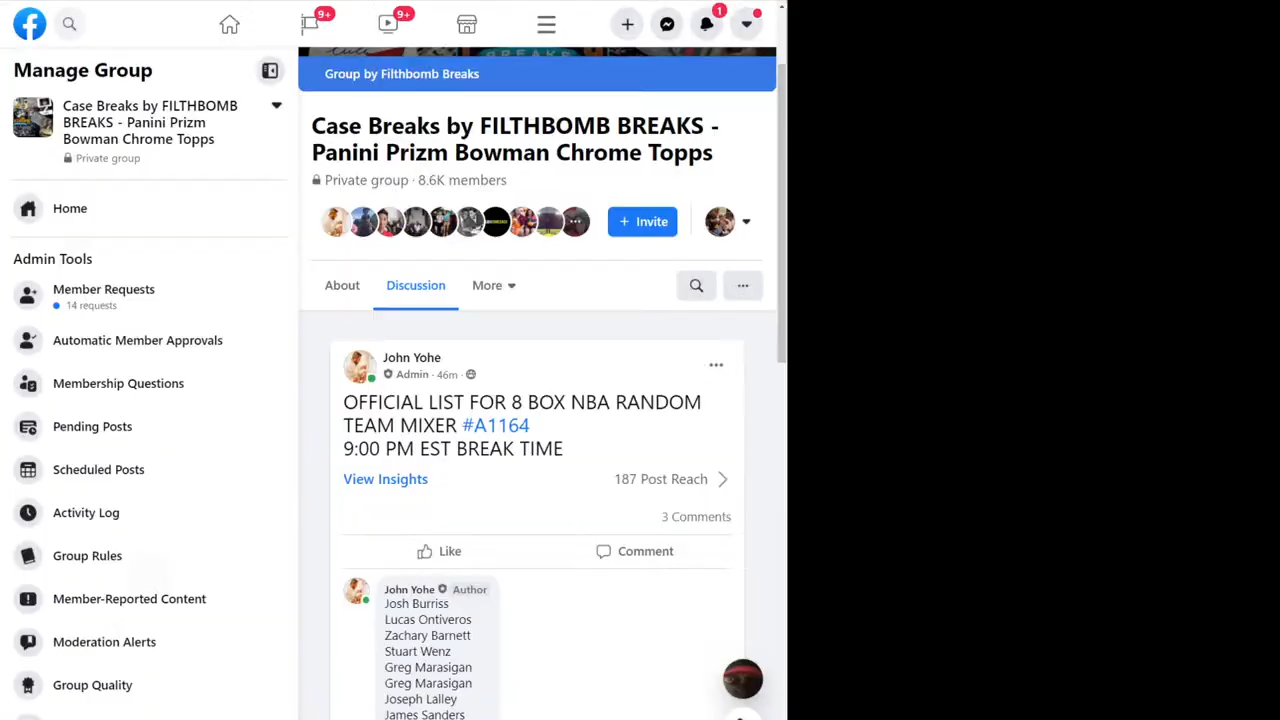 9+
9+
1
Manage Group
Group by Filthbomb Breaks
Case Breaks by FILTHBOMB
BREAKS - Panini Prizm
Bowman Chrome Topps
Private group
Case Breaks by FILTHBOMB BREAKS -
Panini Prizm Bowman Chrome Topps
Private group · 8.6K members
+ Invite
Home
Admin Tools
Member Requests
14 requests
Automatic Member Approvals
Membership Questions
Pending Posts
Scheduled Posts
Activity Log
Group Rules
Member-Reported Content
Moderation Alerts
Group Quality
About
Discussion
More
John Yohe
Admin · 46m ·
OFFICIAL LIST FOR 8 BOX NBA RANDOM
TEAM MIXER #A1164
9:00 PM EST BREAK TIME
View Insights
187 Post Reach
3 Comments
Like
Comment
John Yohe Author
Josh Burriss
Lucas Ontiveros
Zachary Barnett
Stuart Wenz
Greg Marasigan
Greg Marasigan
Joseph Lalley
James Sanders